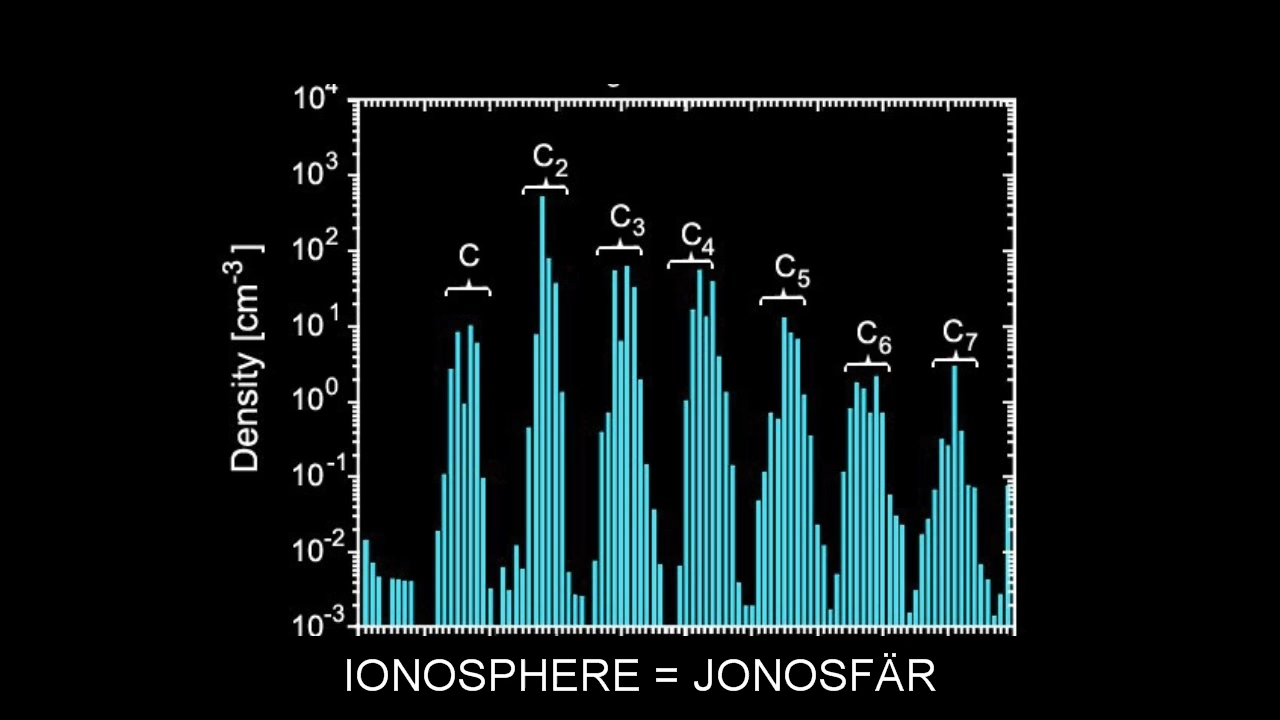 10⁴
10³
10²
10¹
10⁰
10⁻¹
10⁻²
10⁻³
Density [cm⁻³]
C
C₂
C₃
C₄
C₅
C₆
C₇
IONOSPHERE = JONOSFÄR